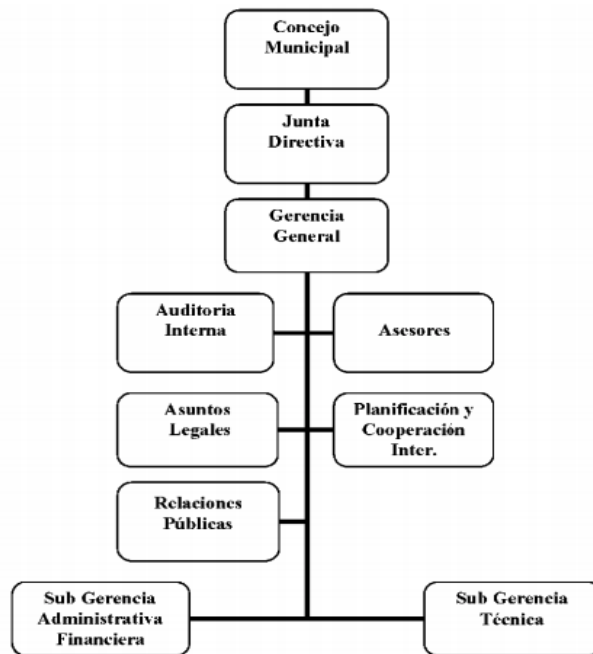 Concejo
Municipal
Junta
Directiva
Gerencia
General
Auditoria
Interna
Asesores
Asuntos
Legales
Planificación y
Cooperación
Inter.
Relaciones
Públicas
Sub Gerencia
Administrativa
Financiera
Sub Gerencia
Técnica